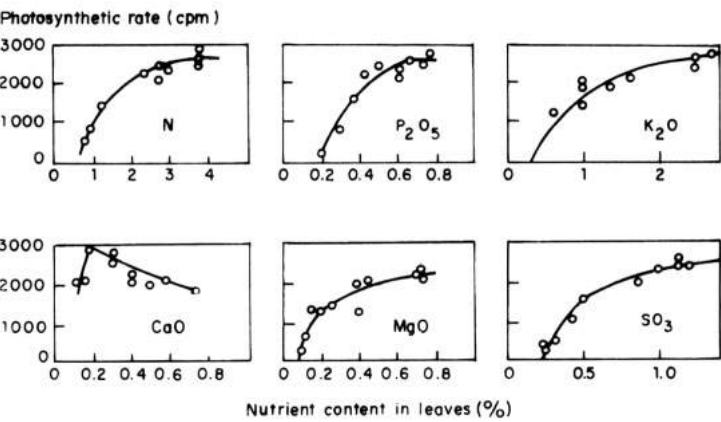 Photosynthetic rate (cpm)
3000
2000
1000
0
N
0 1 2 3 4
P2O5
0 0.2 0.4 0.6 0.8
K2O
0 1 2
3000
2000
1000
0
CaO
0 0.2 0.4 0.6 0.8
MgO
0 0.2 0.4 0.6 0.8
SO3
0 0.5 1.0
Nutrient content in leaves (%)